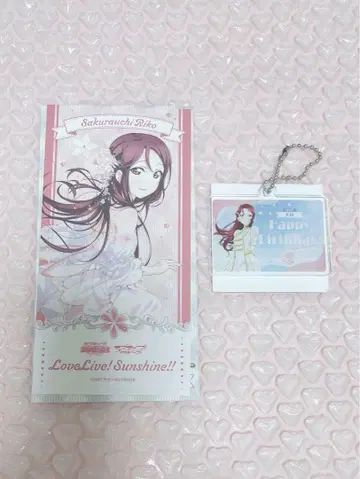 Sakurauchi Riko
LoveLive! Sunshine!!
Happy
Birthday